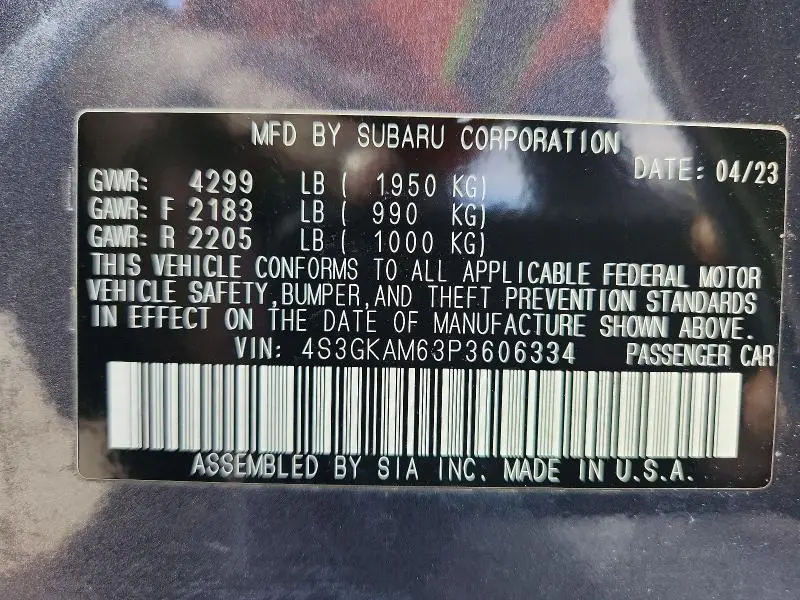 MFD BY SUBARU CORPORATION
DATE: 04/23
GVWR: 4299 LB ( 1950 KG)
GAWR: F 2183 LB ( 990 KG)
GAWR: R 2205 LB ( 1000 KG)
THIS VEHICLE CONFORMS TO ALL APPLICABLE FEDERAL MOTOR
VEHICLE SAFETY,BUMPER,AND THEFT PREVENTION STANDARDS
IN EFFECT ON THE DATE OF MANUFACTURE SHOWN ABOVE.
VIN: 4S3GKAM63P3606334 PASSENGER CAR
ASSEMBLED BY SIA INC. MADE IN U.S.A.